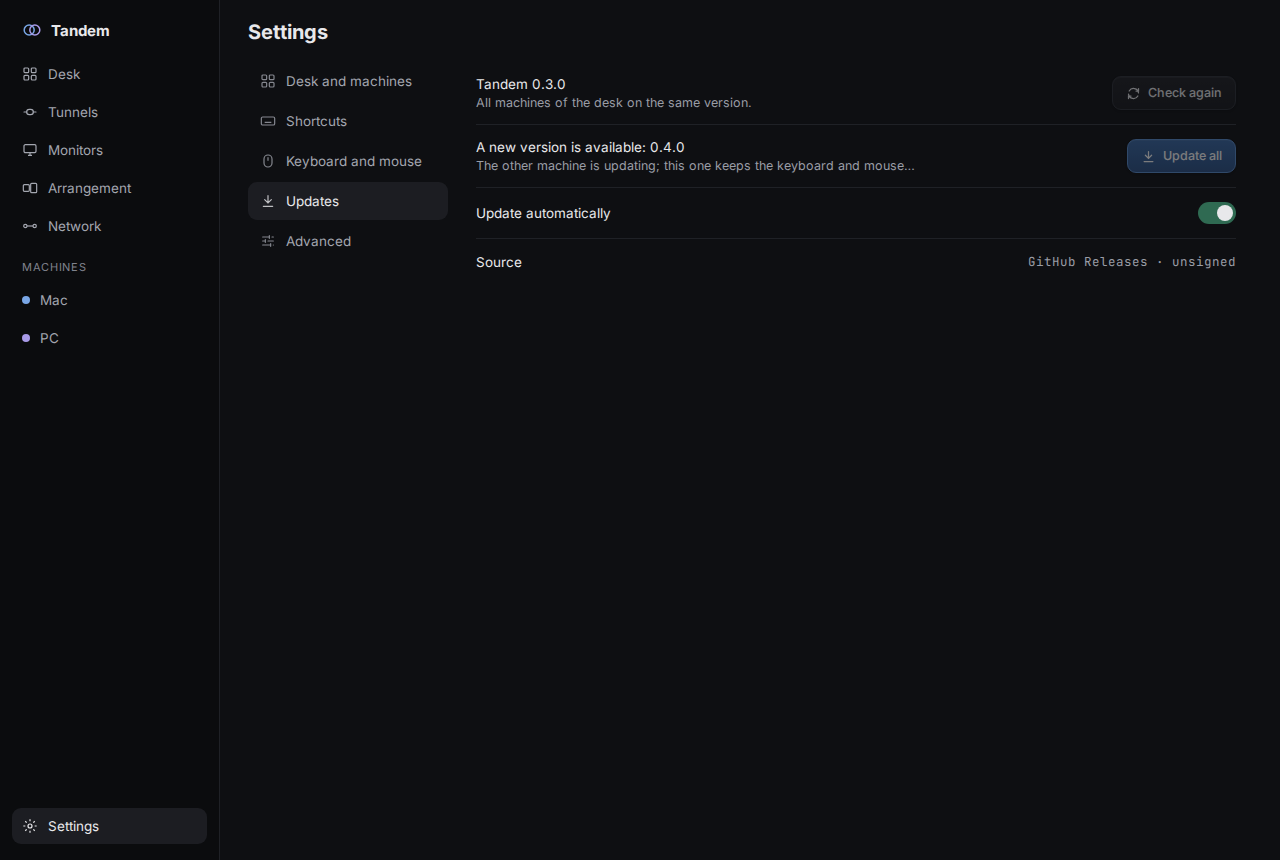 Tandem
Desk
Tunnels
Monitors
Arrangement
Network
MACHINES
Mac
PC
Settings
Settings
Desk and machines
Shortcuts
Keyboard and mouse
Updates
Advanced
Tandem 0.3.0
All machines of the desk on the same version.
Check again
A new version is available: 0.4.0
The other machine is updating; this one keeps the keyboard and mouse…
Update all
Update automatically
Source
GitHub Releases · unsigned